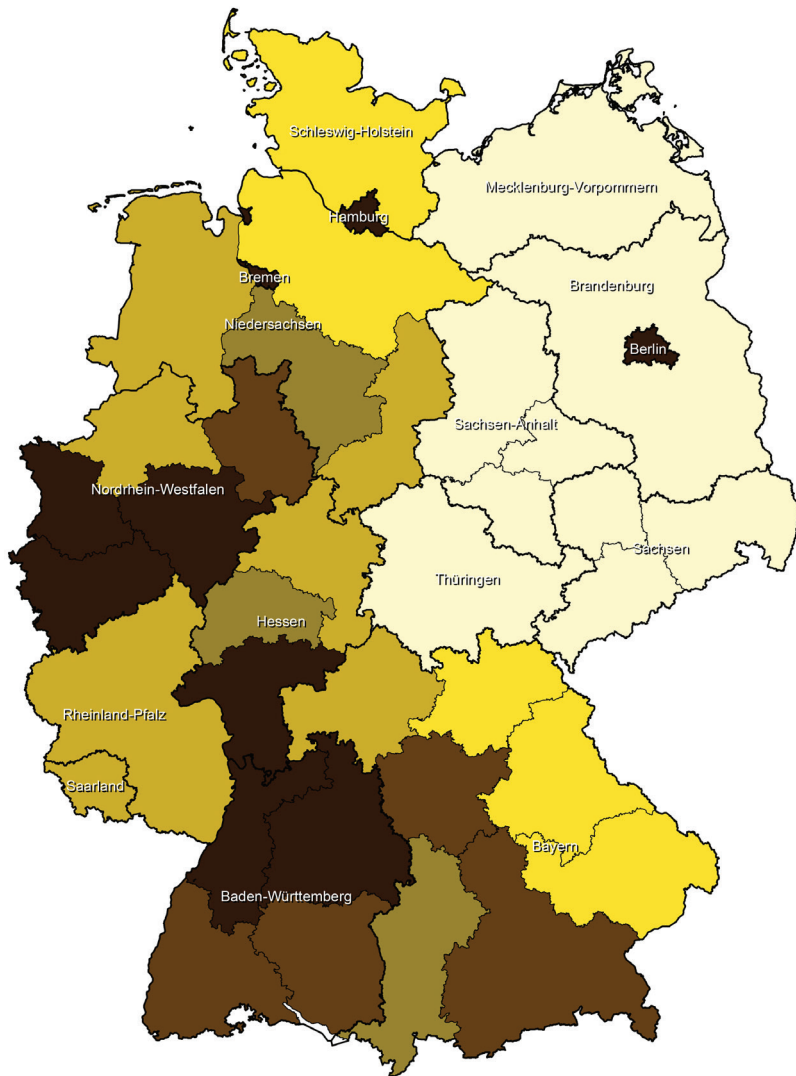 Schleswig-Holstein
Mecklenburg-Vorpommern
Hamburg
Bremen
Brandenburg
Niedersachsen
Berlin
Sachsen-Anhalt
Nordrhein-Westfalen
Sachsen
Thüringen
Hessen
Rheinland-Pfalz
Saarland
Bayern
Baden-Württemberg